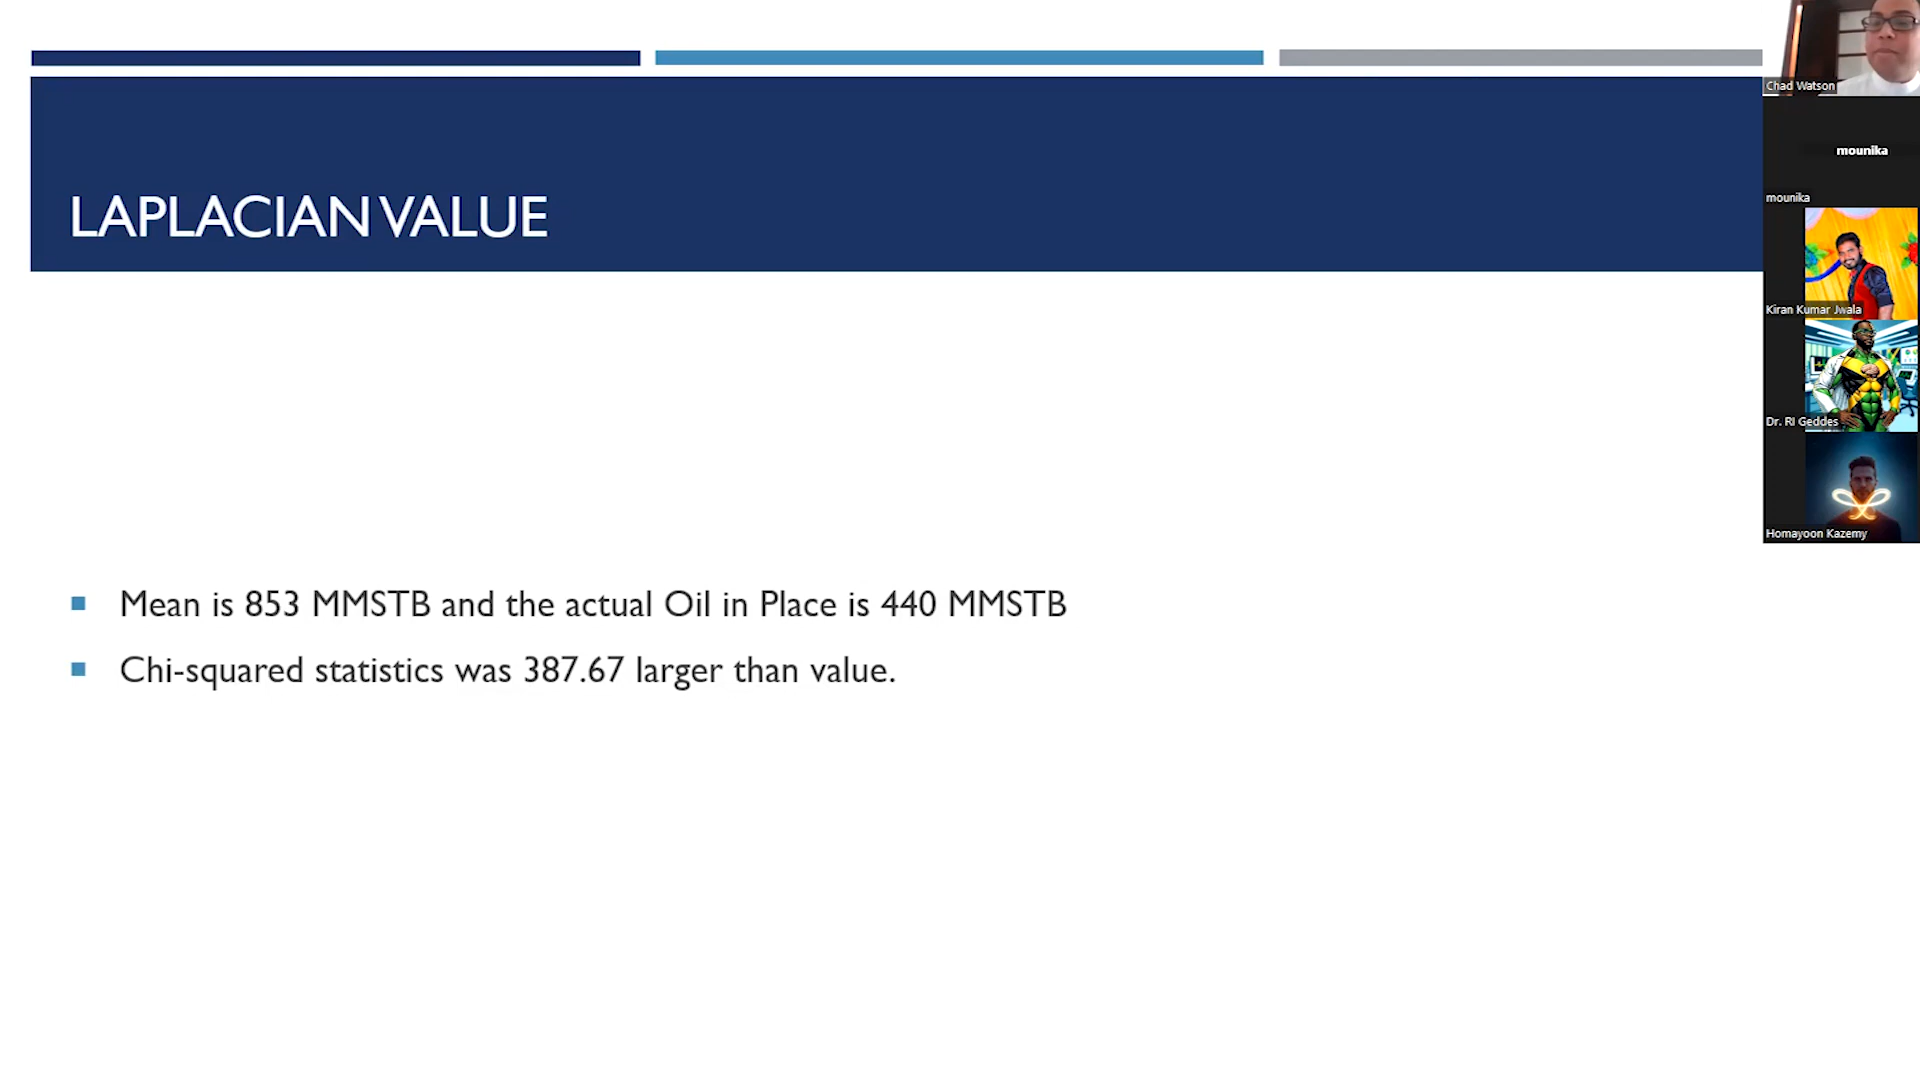 LAPLACIAN VALUE
Mean is 853 MMSTB and the actual Oil in Place is 440 MMSTB
Chi-squared statistics was 387.67 larger than value.
Chad Watson
mounika
mounika
Kiran Kumar Jwala
Dr. RI Geddes
Homayoon Kazemy